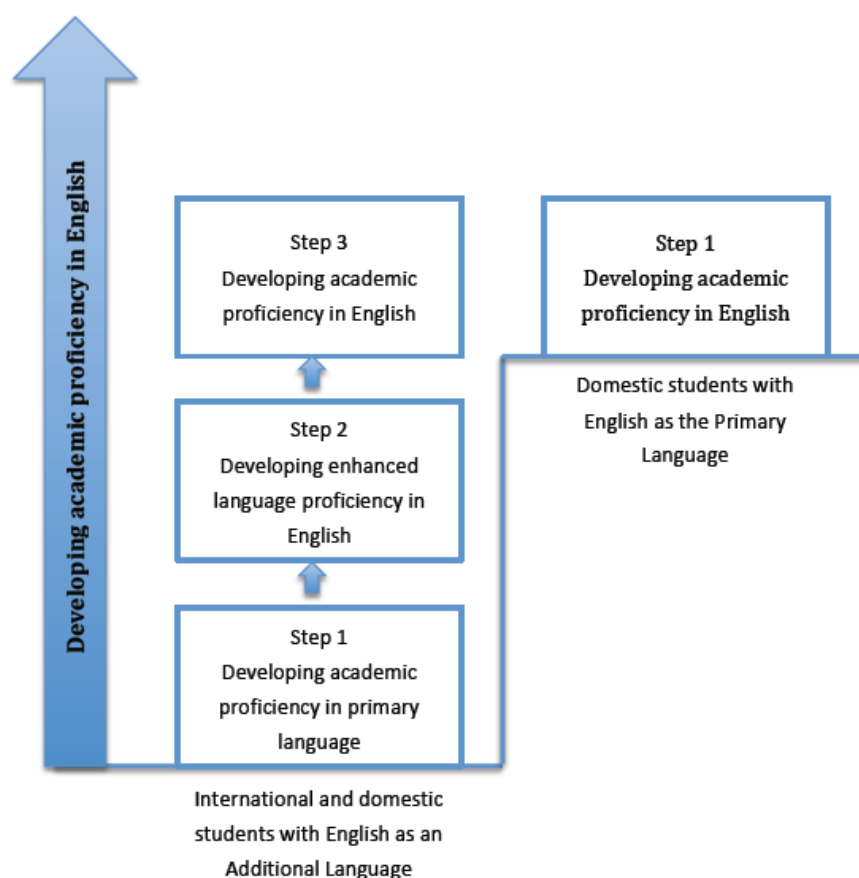 Developing academic proficiency in English
Step 3
Developing academic
proficiency in English
Step 2
Developing enhanced
language proficiency in
English
Step 1
Developing academic
proficiency in primary
language
International and domestic
students with English as an
Additional Language
Step 1
Developing academic
proficiency in English
Domestic students with
English as the Primary
Language